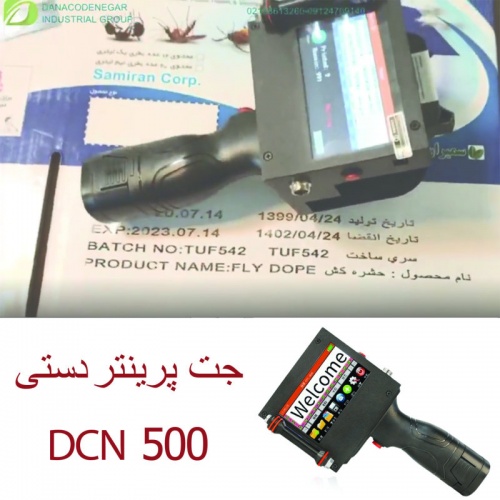 DANACODENEGAR
INDUSTRIAL GROUP
Samiran Corp.
20.07.14 1399/04/24 تاریخ تولید
EXP:2023.07.14 1402/04/24 تاریخ انقضا
BATCH NO:TUF542 TUF542 سری ساخت
PRODUCT NAME:FLY DOPE نام محصول : حشره کش
جت پرینتر دستی
Welcome
DCN 500